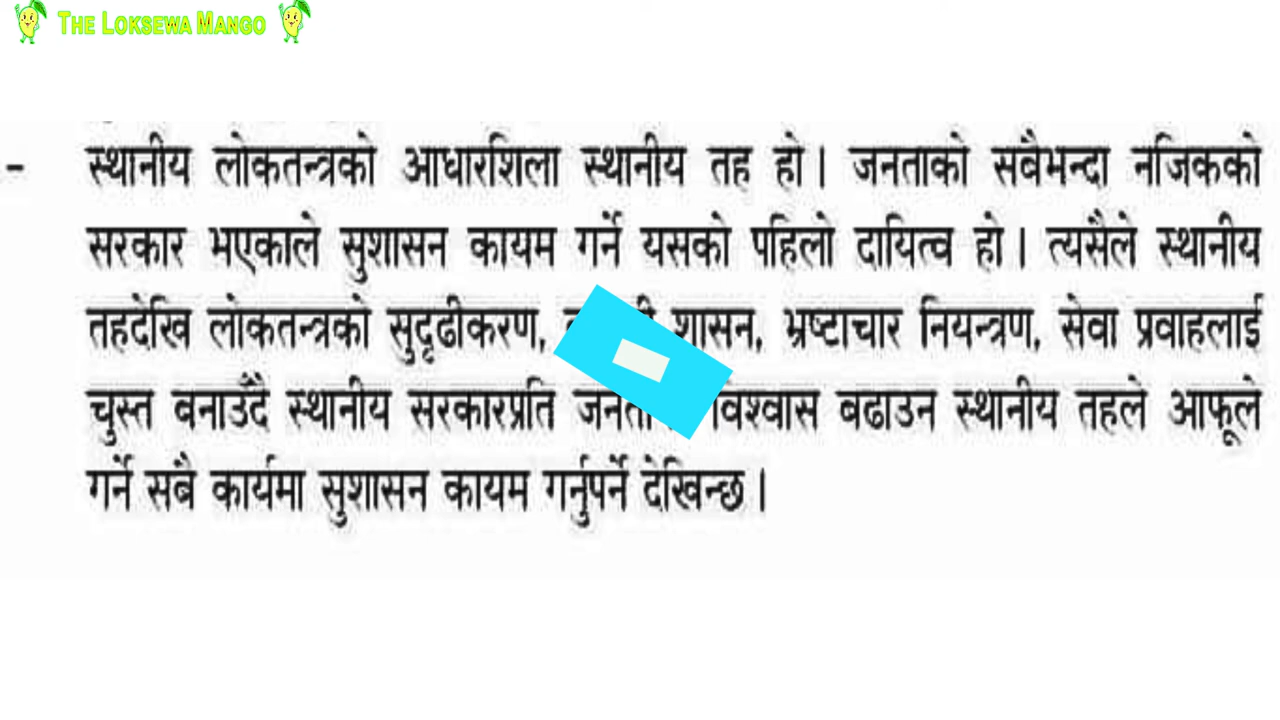 THE LOKSEWA MANGO
- स्थानीय लोकतन्त्रको आधारशिला स्थानीय तह हो। जनताको सबैभन्दा नजिकको
सरकार भएकाले सुशासन कायम गर्ने यसको पहिलो दायित्व हो। त्यसैले स्थानीय
तहदेखि लोकतन्त्रको सुदृढीकरण, शासन, भ्रष्टाचार नियन्त्रण, सेवा प्रवाहलाई
चुस्त बनाउँदै स्थानीय सरकारप्रति विश्वास बढाउन स्थानीय तहले आफूले
गर्ने सबै कार्यमा सुशासन कायम गर्नुपर्ने देखिन्छ।